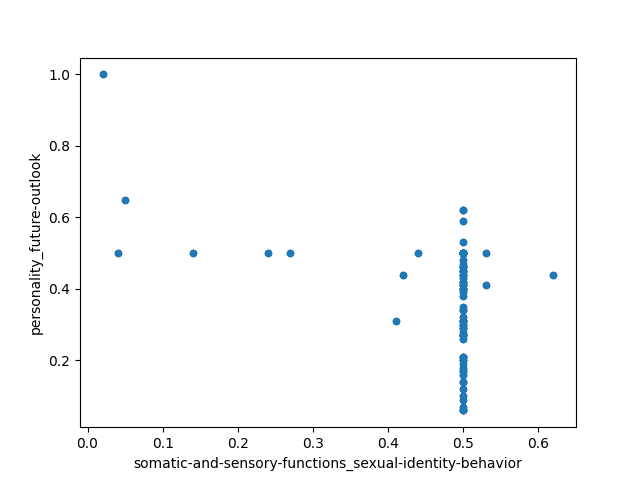 1.0
0.8
0.6
0.4
0.2
personality_future-outlook
0.0 0.1 0.2 0.3 0.4 0.5 0.6
somatic-and-sensory-functions_sexual-identity-behavior